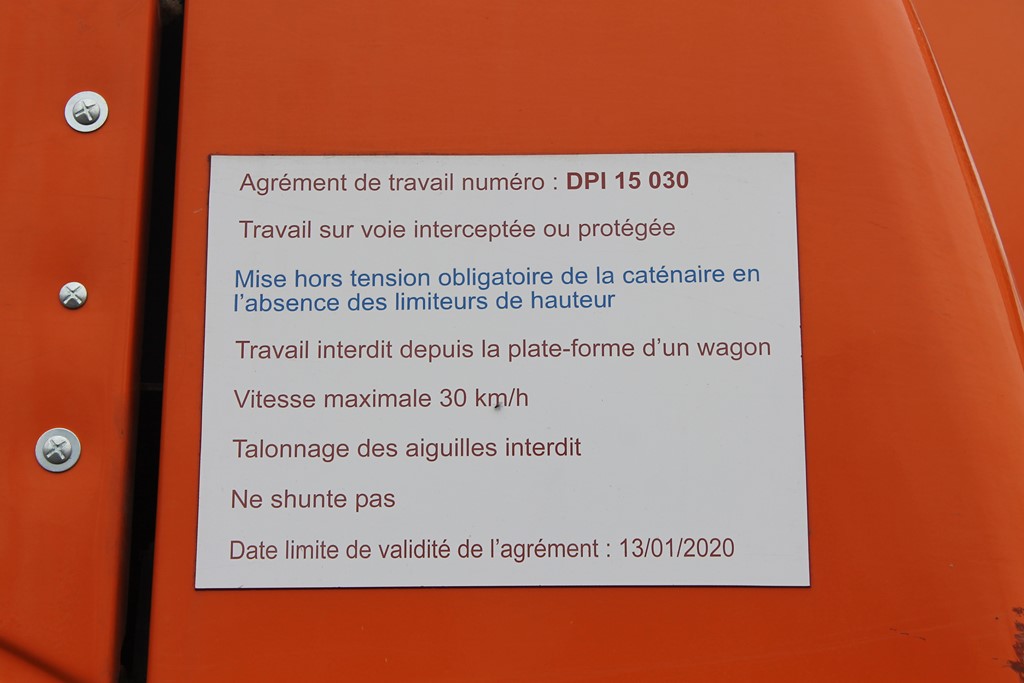 Agrément de travail numéro : DPI 15 030
Travail sur voie interceptée ou protégée
Mise hors tension obligatoire de la caténaire en
l'absence des limiteurs de hauteur
Travail interdit depuis la plate-forme d'un wagon
Vitesse maximale 30 km/h
Talonnage des aiguilles interdit
Ne shunte pas
Date limite de validité de l'agrément : 13/01/2020